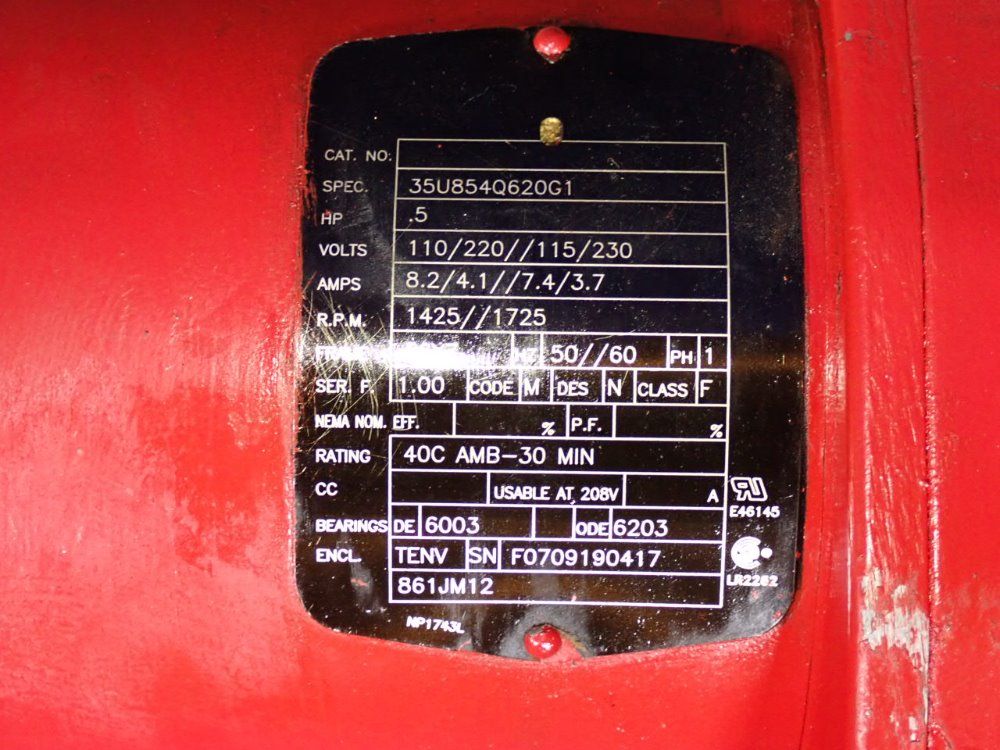 CAT. NO:
SPEC. 35U854Q620G1
HP .5
VOLTS 110/220//115/230
AMPS 8.2/4.1//7.4/3.7
R.P.M. 1425//1725
HZ 50//60 PH 1
SER. F. 1.00 CODE M DES N CLASS F
NEMA NOM. EFF. % P.F. %
RATING 40C AMB-30 MIN
CC USABLE AT 208V A
E46145
BEARINGS DE 6003 ODE 6203
ENCL. TENV SN F0709190417
LR2262
861JM12
NP1743L